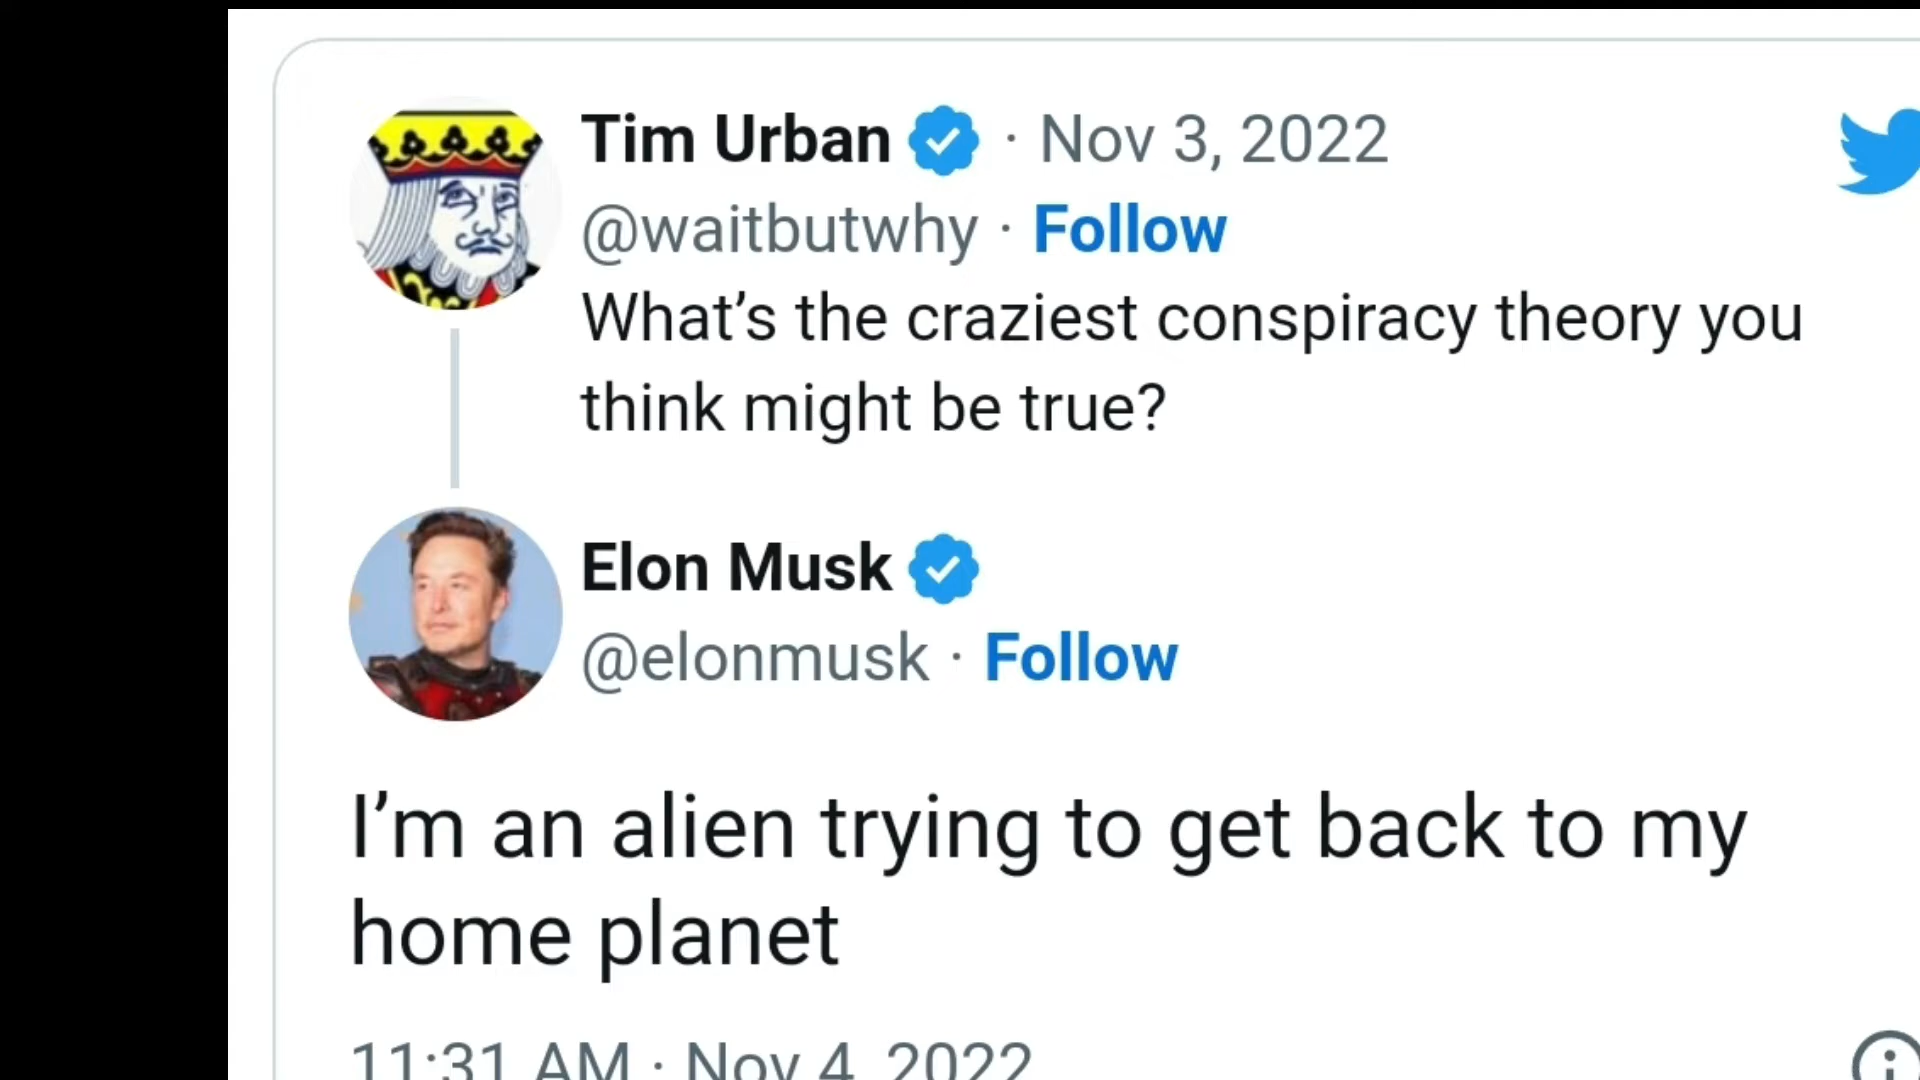 Tim Urban · Nov 3, 2022
@waitbutwhy · Follow
What’s the craziest conspiracy theory you
think might be true?
Elon Musk
@elonmusk · Follow
I’m an alien trying to get back to my
home planet
11:31 AM · Nov 4, 2022